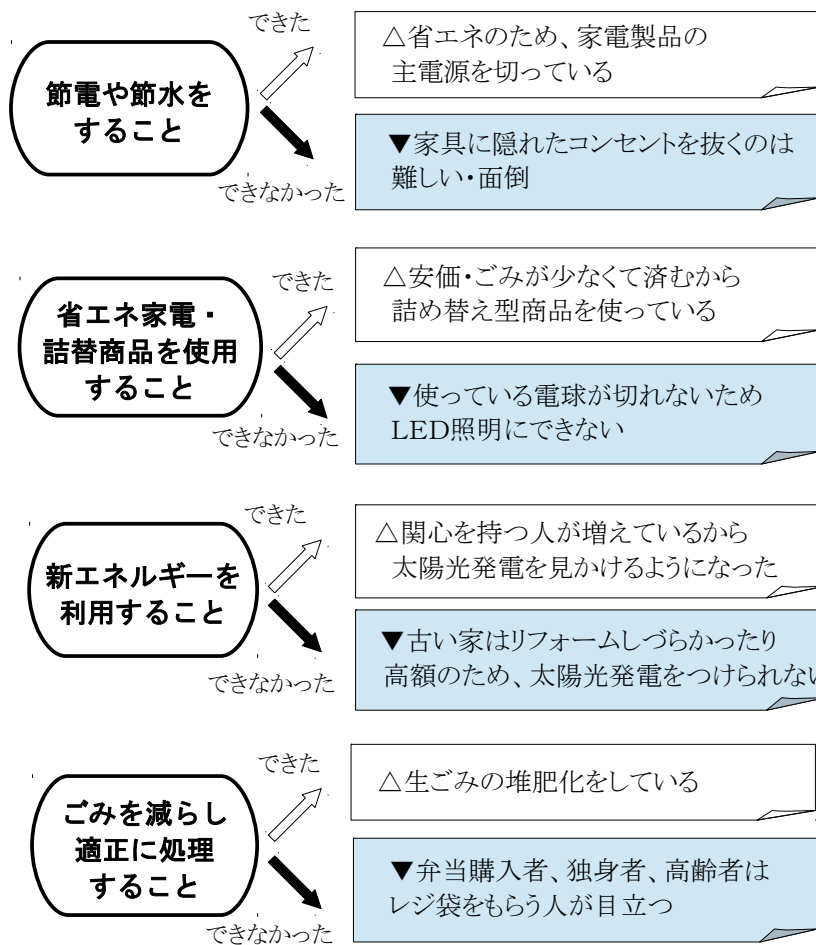 節電や節水を
すること
できた
△省エネのため、家電製品の
主電源を切っている
できなかった
▼家具に隠れたコンセントを抜くのは
難しい・面倒
省エネ家電・
詰替商品を使用
すること
できた
△安価・ごみが少なくて済むから
詰め替え型商品を使っている
できなかった
▼使っている電球が切れないため
LED照明にできない
新エネルギーを
利用すること
できた
△関心を持つ人が増えているから
太陽光発電を見かけるようになった
できなかった
▼古い家はリフォームしづらかったり
高額のため、太陽光発電をつけられない
ごみを減らし
適正に処理
すること
できた
△生ごみの堆肥化をしている
できなかった
▼弁当購入者、独身者、高齢者は
レジ袋をもらう人が目立つ